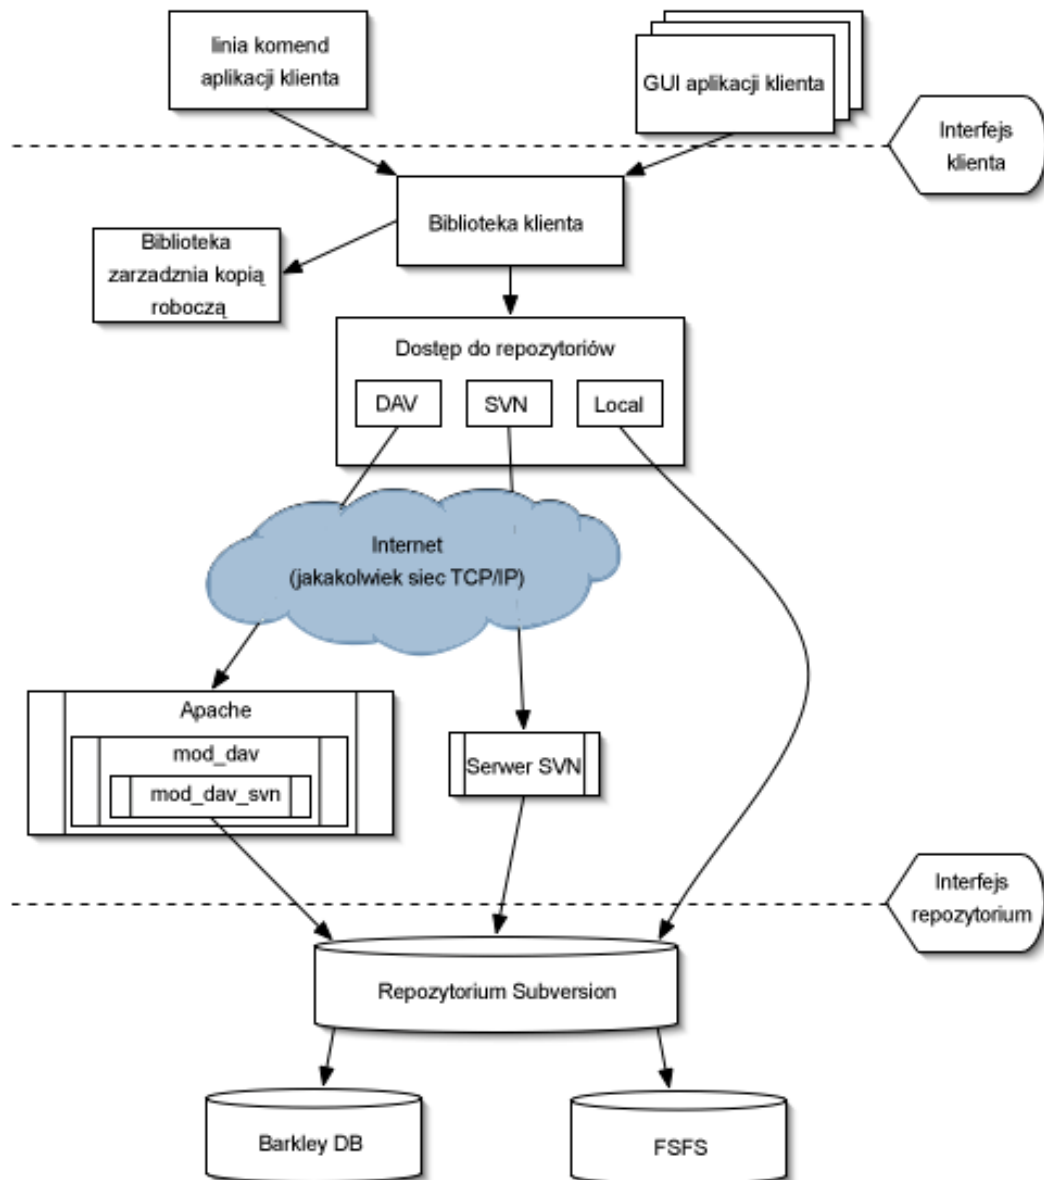 linia komend
aplikacji klienta
GUI aplikacji klienta
Interfejs
klienta
Biblioteka klienta
Biblioteka
zarzadznia kopią
roboczą
Dostęp do repozytoriów
DAV
SVN
Local
Internet
(jakakolwiek siec TCP/IP)
Apache
mod_dav
mod_dav_svn
Serwer SVN
Interfejs
repozytorium
Repozytorium Subversion
Barkley DB
FSFS